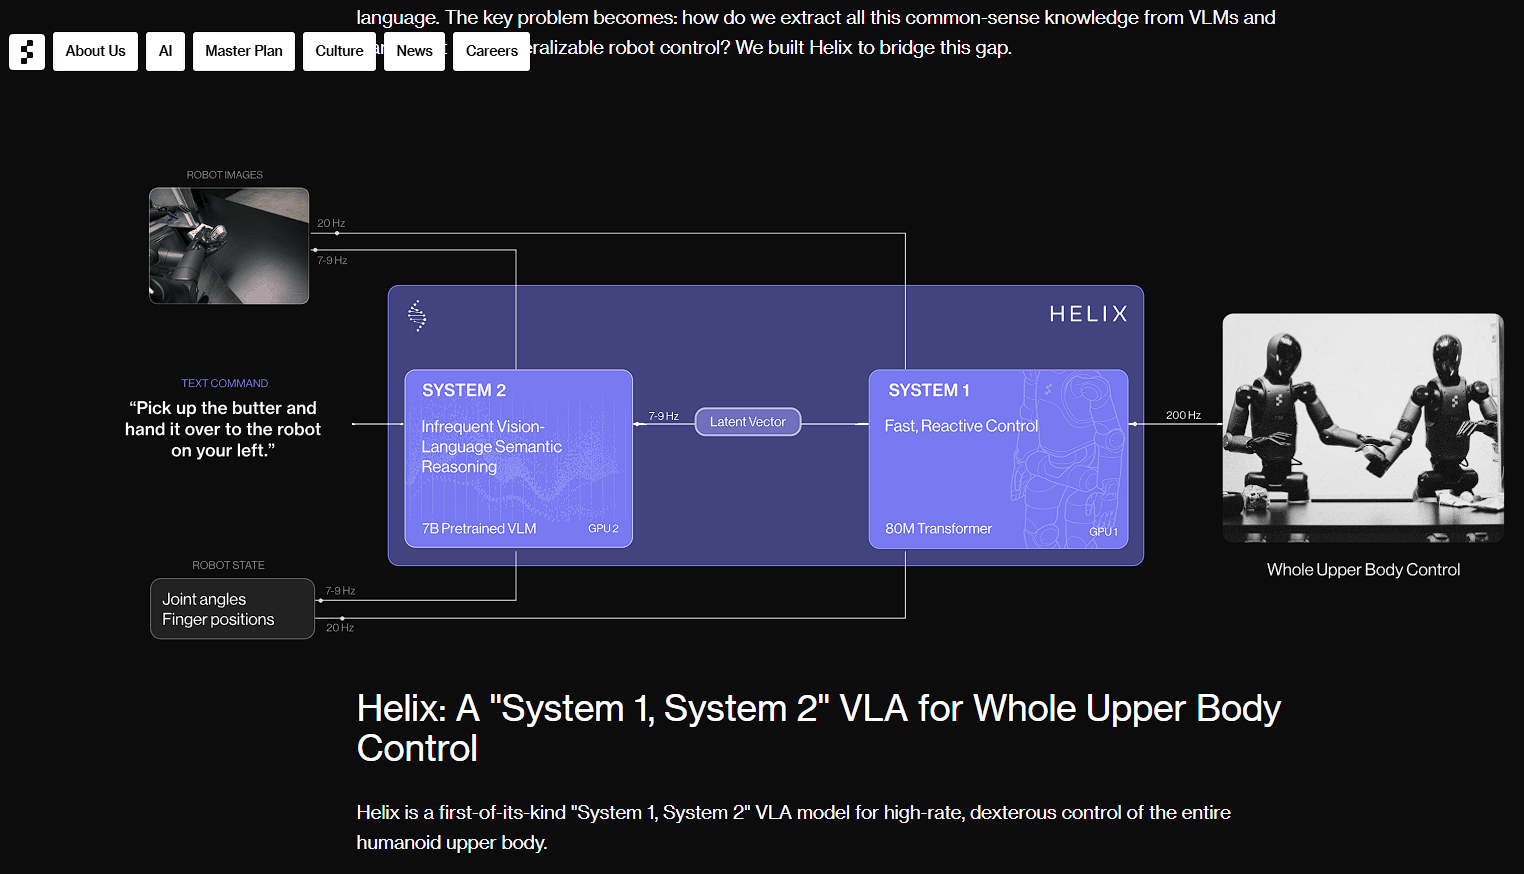 language. The key problem becomes: how do we extract all this common-sense knowledge from VLMs and
eralizable robot control? We built Helix to bridge this gap.
About Us
AI
Master Plan
Culture
News
Careers
ROBOT IMAGES
20 Hz
7-9 Hz
HELIX
TEXT COMMAND
“Pick up the butter and
hand it over to the robot
on your left.”
SYSTEM 2
Infrequent Vision-
Language Semantic
Reasoning
7B Pretrained VLM
GPU 2
7-9 Hz
Latent Vector
SYSTEM 1
Fast, Reactive Control
80M Transformer
GPU 1
200 Hz
Whole Upper Body Control
ROBOT STATE
Joint angles
Finger positions
7-9 Hz
20 Hz
Helix: A "System 1, System 2" VLA for Whole Upper Body
Control
Helix is a first-of-its-kind "System 1, System 2" VLA model for high-rate, dexterous control of the entire
humanoid upper body.